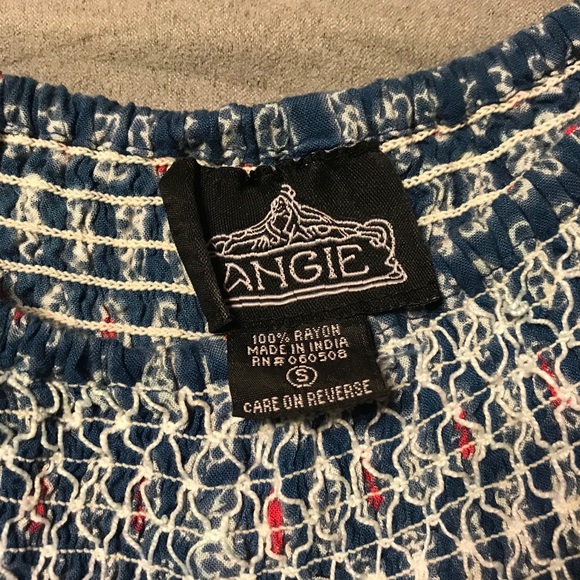 ANGIE
100% RAYON
MADE IN INDIA
RN# 060508
S
CARE ON REVERSE